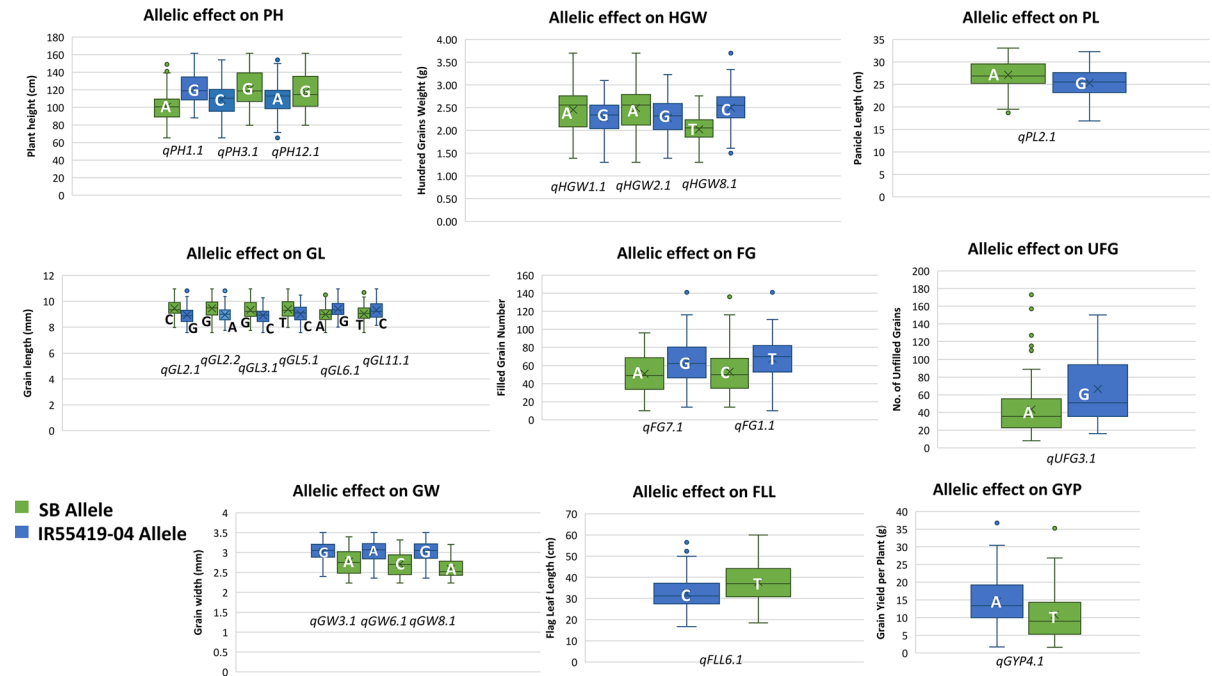 Allelic effect on PH
180
160
140
120
100
80
60
40
20
0
Plant height (cm)
A
G
C
G
A
G
qPH1.1
qPH3.1
qPH12.1
Allelic effect on HGW
4.00
3.50
3.00
2.50
2.00
1.50
1.00
0.50
0.00
Hundred Grains Weight (g)
A
G
A
G
T
C
qHGW1.1
qHGW2.1
qHGW8.1
Allelic effect on PL
35
30
25
20
15
10
5
0
Panicle Length (cm)
A
G
qPL2.1
Allelic effect on GL
12
10
8
6
4
2
0
Grain length (mm)
C
G
G
A
G
C
T
C
A
G
T
C
qGL2.1
qGL2.2
qGL3.1
qGL5.1
qGL6.1
qGL11.1
Allelic effect on FG
160
140
120
100
80
60
40
20
0
Filled Grain Number
A
G
C
T
qFG7.1
qFG1.1
Allelic effect on UFG
200
180
160
140
120
100
80
60
40
20
0
No. of Unfilled Grains
A
G
qUFG3.1
SB Allele
IR55419-04 Allele
Allelic effect on GW
4
3.5
3
2.5
2
1.5
1
0.5
0
Grain width (mm)
G
A
A
C
G
A
qGW3.1
qGW6.1
qGW8.1
Allelic effect on FLL
70
60
50
40
30
20
10
0
Flag Leaf Length (cm)
C
T
qFLL6.1
Allelic effect on GYP
40
35
30
25
20
15
10
5
0
Grain Yield per Plant (g)
A
T
qGYP4.1